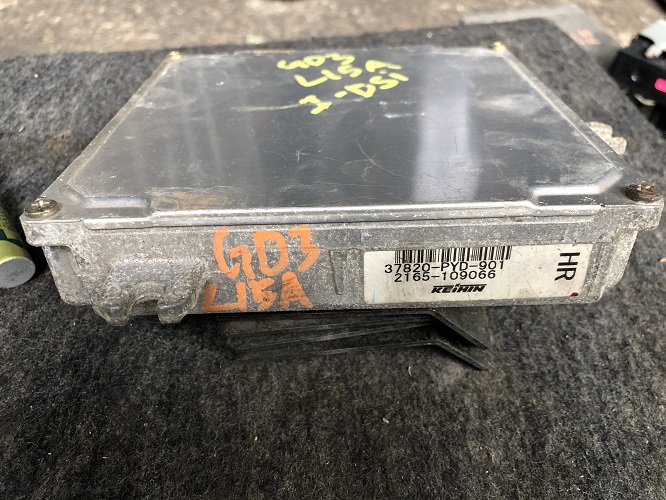 GD3
L15A
I-DSi
GD3
L15A
37820-PYD-901
2165-109066
KEIHIN
HR